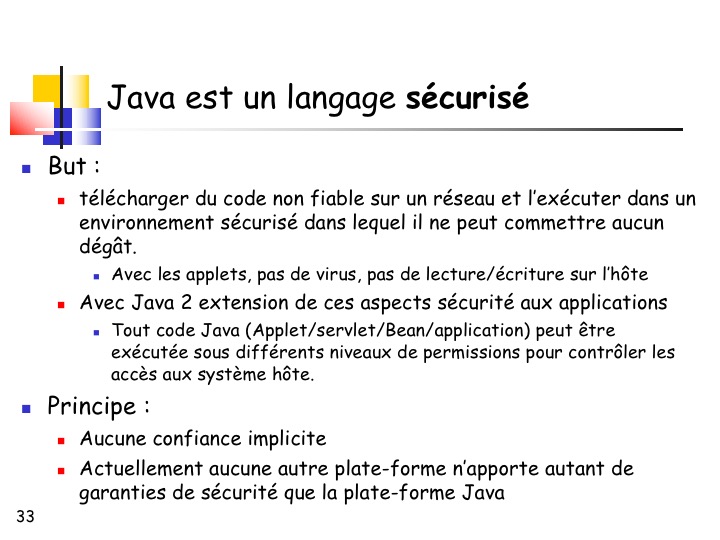 Java est un langage sécurisé
But :
télécharger du code non fiable sur un réseau et l’exécuter dans un
environnement sécurisé dans lequel il ne peut commettre aucun
dégât.
Avec les applets, pas de virus, pas de lecture/écriture sur l’hôte
Avec Java 2 extension de ces aspects sécurité aux applications
Tout code Java (Applet/servlet/Bean/application) peut être
exécutée sous différents niveaux de permissions pour contrôler les
accès aux système hôte.
Principe :
Aucune confiance implicite
Actuellement aucune autre plate-forme n’apporte autant de
garanties de sécurité que la plate-forme Java
33